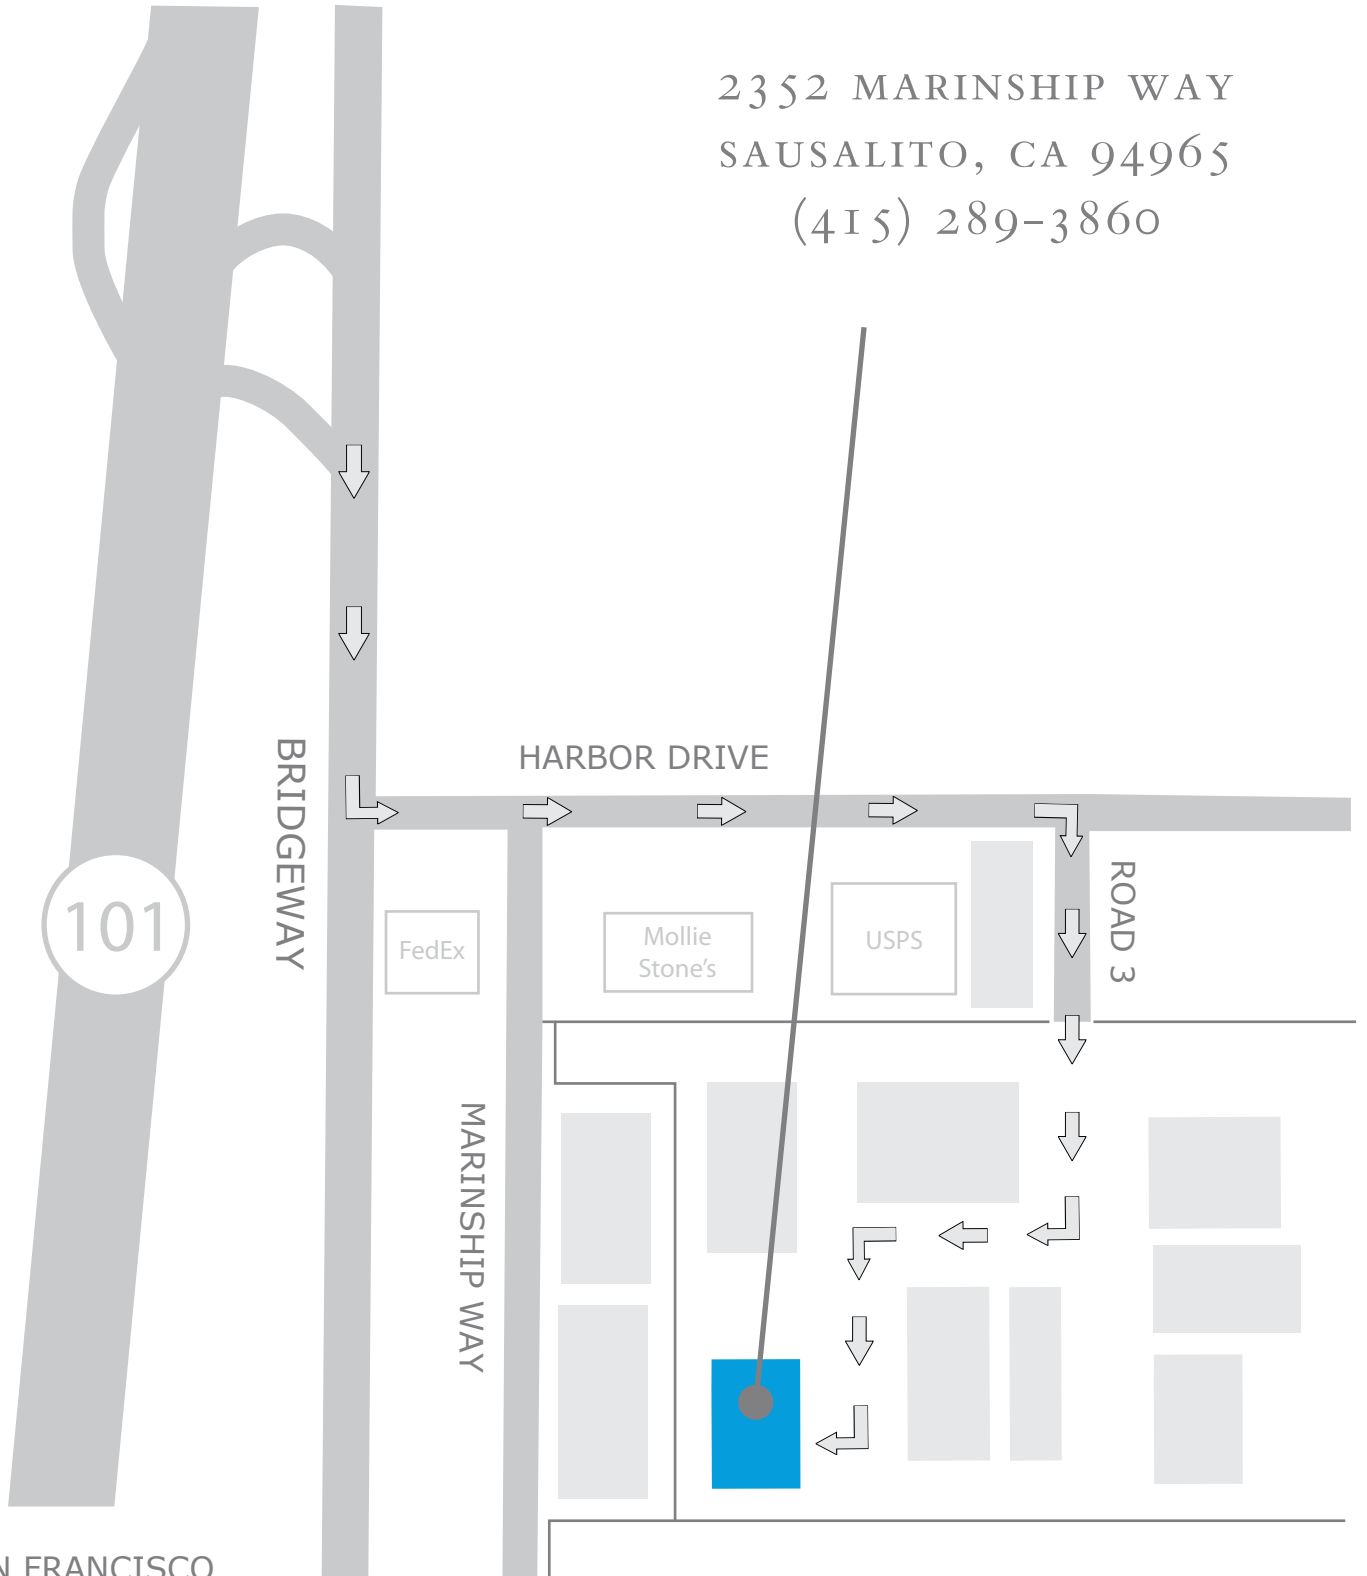 2352 MARINSHIP WAY
SAUSALITO, CA 94965
(415) 289-3860
HARBOR DRIVE
BRIDGEWAY
101
FedEx
Mollie
Stone's
USPS
ROAD 3
MARINSHIP WAY
FRANCISCO